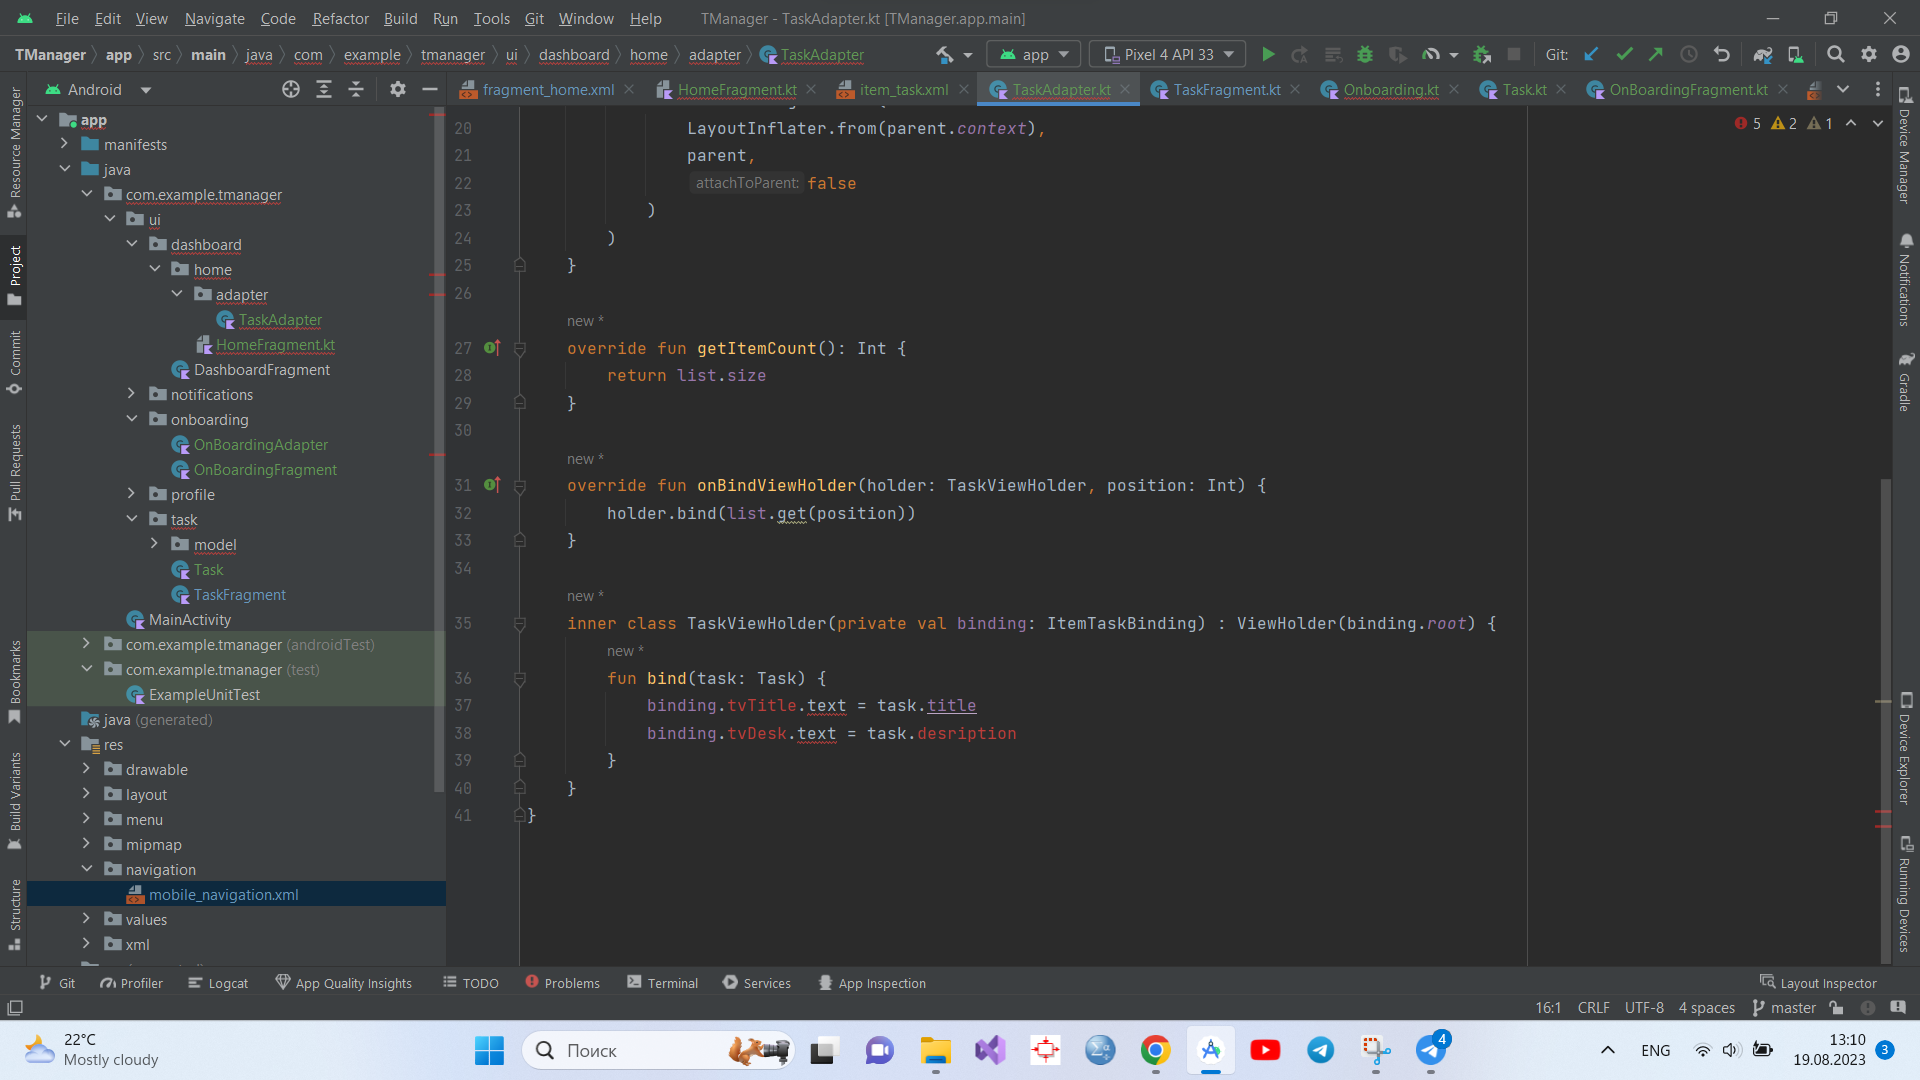 File Edit View Navigate Code Refactor Build Run Tools Git Window Help TManager - TaskAdapter.kt [TManager.app.main]
TManager app src main java com example tmanager ui dashboard home adapter TaskAdapter app Pixel 4 API 33 Git:
Android fragment_home.xml HomeFragment.kt item_task.xml TaskAdapter.kt TaskFragment.kt Onboarding.kt Task.kt OnBoardingFragment.kt
5 2 1
Resource Manager
Project
Commit
Pull Requests
Bookmarks
Build Variants
Structure
app
manifests
java
com.example.tmanager
ui
dashboard
home
adapter
TaskAdapter
HomeFragment.kt
DashboardFragment
notifications
onboarding
OnBoardingAdapter
OnBoardingFragment
profile
task
model
Task
TaskFragment
MainActivity
com.example.tmanager (androidTest)
com.example.tmanager (test)
ExampleUnitTest
java (generated)
res
drawable
layout
menu
mipmap
navigation
mobile_navigation.xml
values
xml
20 LayoutInflater.from(parent.context),
21 parent,
22 attachToParent: false
23 )
24 )
25 }
26
new *
27 override fun getItemCount(): Int {
28 return list.size
29 }
30
new *
31 override fun onBindViewHolder(holder: TaskViewHolder, position: Int) {
32 holder.bind(list.get(position))
33 }
34
new *
35 inner class TaskViewHolder(private val binding: ItemTaskBinding) : ViewHolder(binding.root) {
new *
36 fun bind(task: Task) {
37 binding.tvTitle.text = task.title
38 binding.tvDesk.text = task.desription
39 }
40 }
41 }
Device Manager
Notifications
Gradle
Device Explorer
Running Devices
Git Profiler Logcat App Quality Insights TODO Problems Terminal Services App Inspection Layout Inspector
16:1 CRLF UTF-8 4 spaces master
22°C
Mostly cloudy
Поиск
4
ENG
13:10
19.08.2023
3